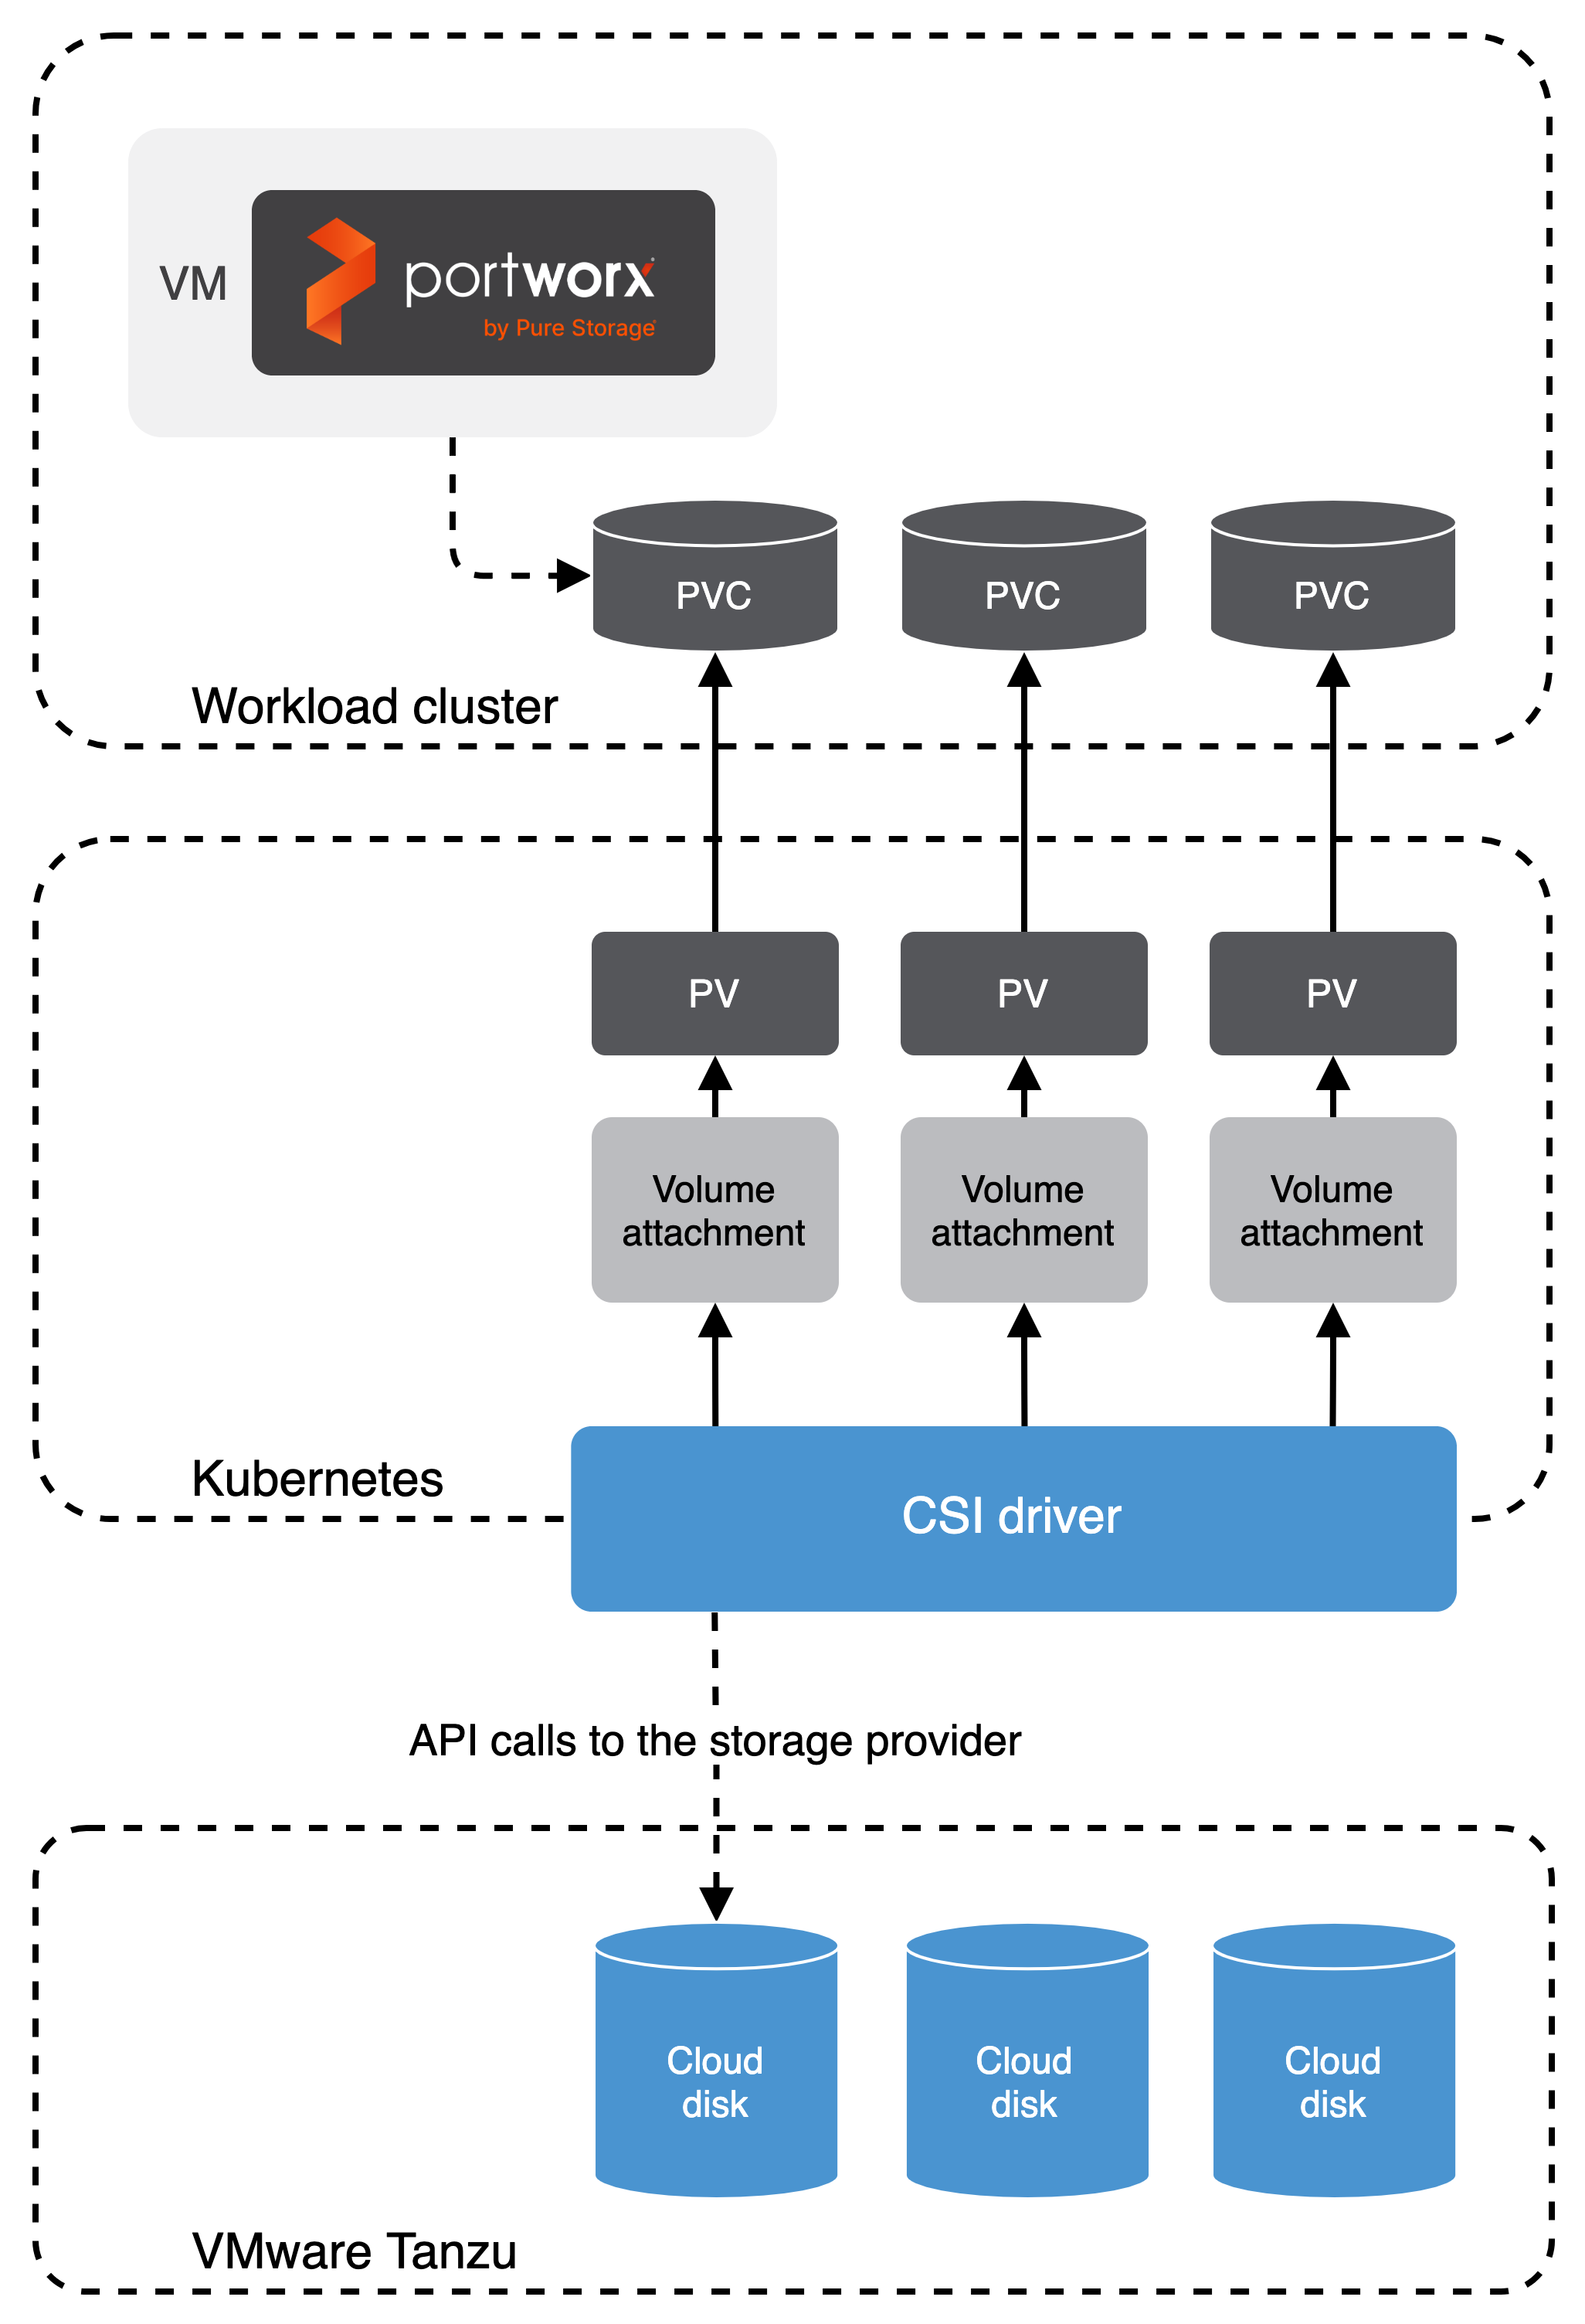 VM
portworx
by Pure Storage
PVC
PVC
PVC
Workload cluster
PV
PV
PV
Volume
attachment
Volume
attachment
Volume
attachment
Kubernetes
CSI driver
API calls to the storage provider
Cloud
disk
Cloud
disk
Cloud
disk
VMware Tanzu